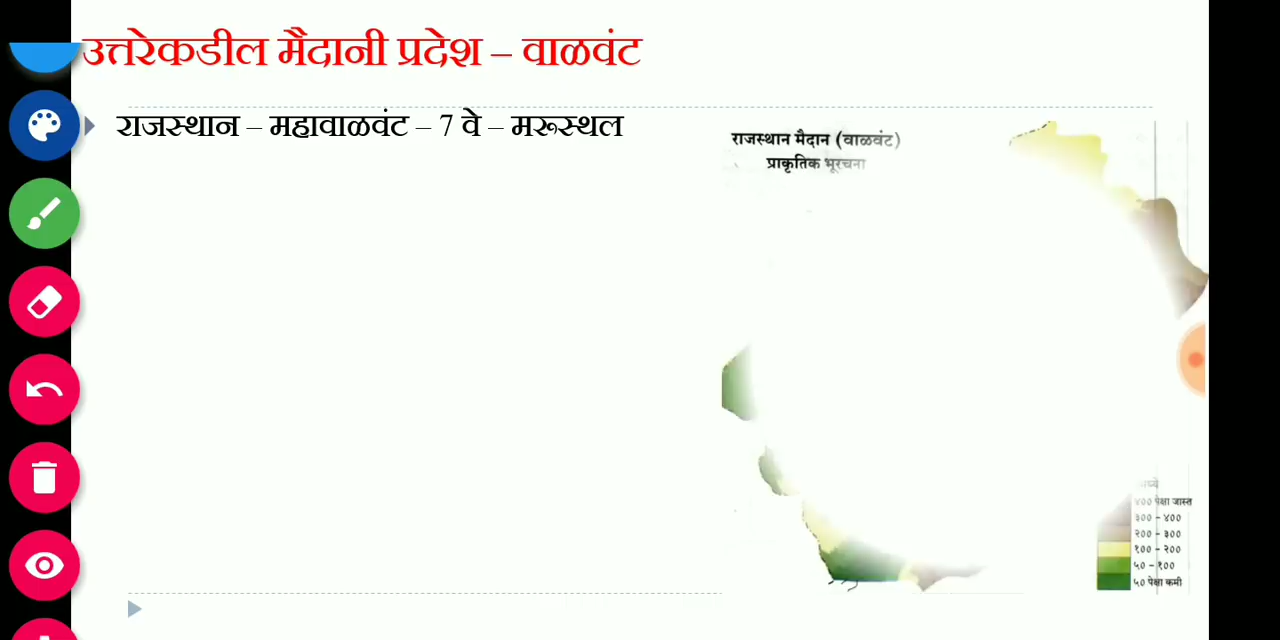 उत्तरेकडील मैदानी प्रदेश – वाळवंट
राजस्थान – महावाळवंट – 7 वे – मरूस्थल
राजस्थान मैदान (वाळवंट)
प्राकृतिक भूरचना
४०० पेक्षा जास्त
३०० – ४००
२०० – ३००
१०० – २००
५० – १००
५० पेक्षा कमी